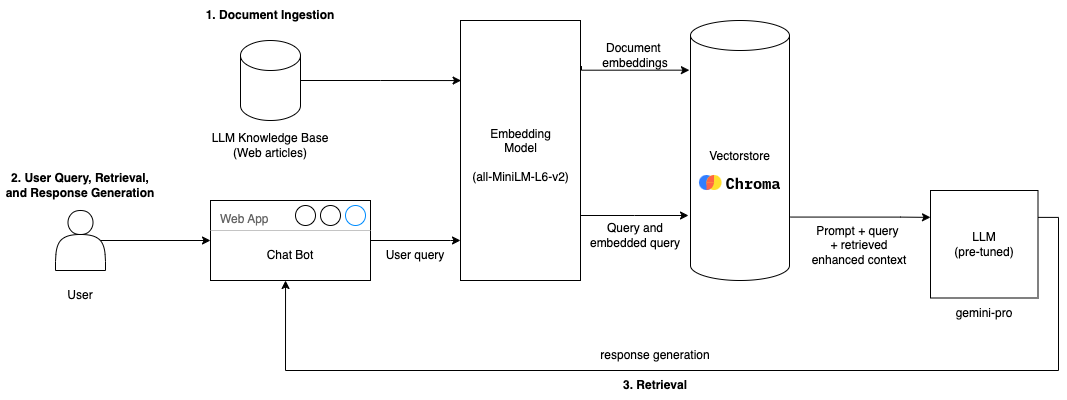 1. Document Ingestion
LLM Knowledge Base
(Web articles)
2. User Query, Retrieval,
and Response Generation
User
Web App
Chat Bot
User query
Embedding
Model
(all-MiniLM-L6-v2)
Document
embeddings
Query and
embedded query
Vectorstore
Chroma
Prompt + query
+ retrieved
enhanced context
LLM
(pre-tuned)
gemini-pro
response generation
3. Retrieval